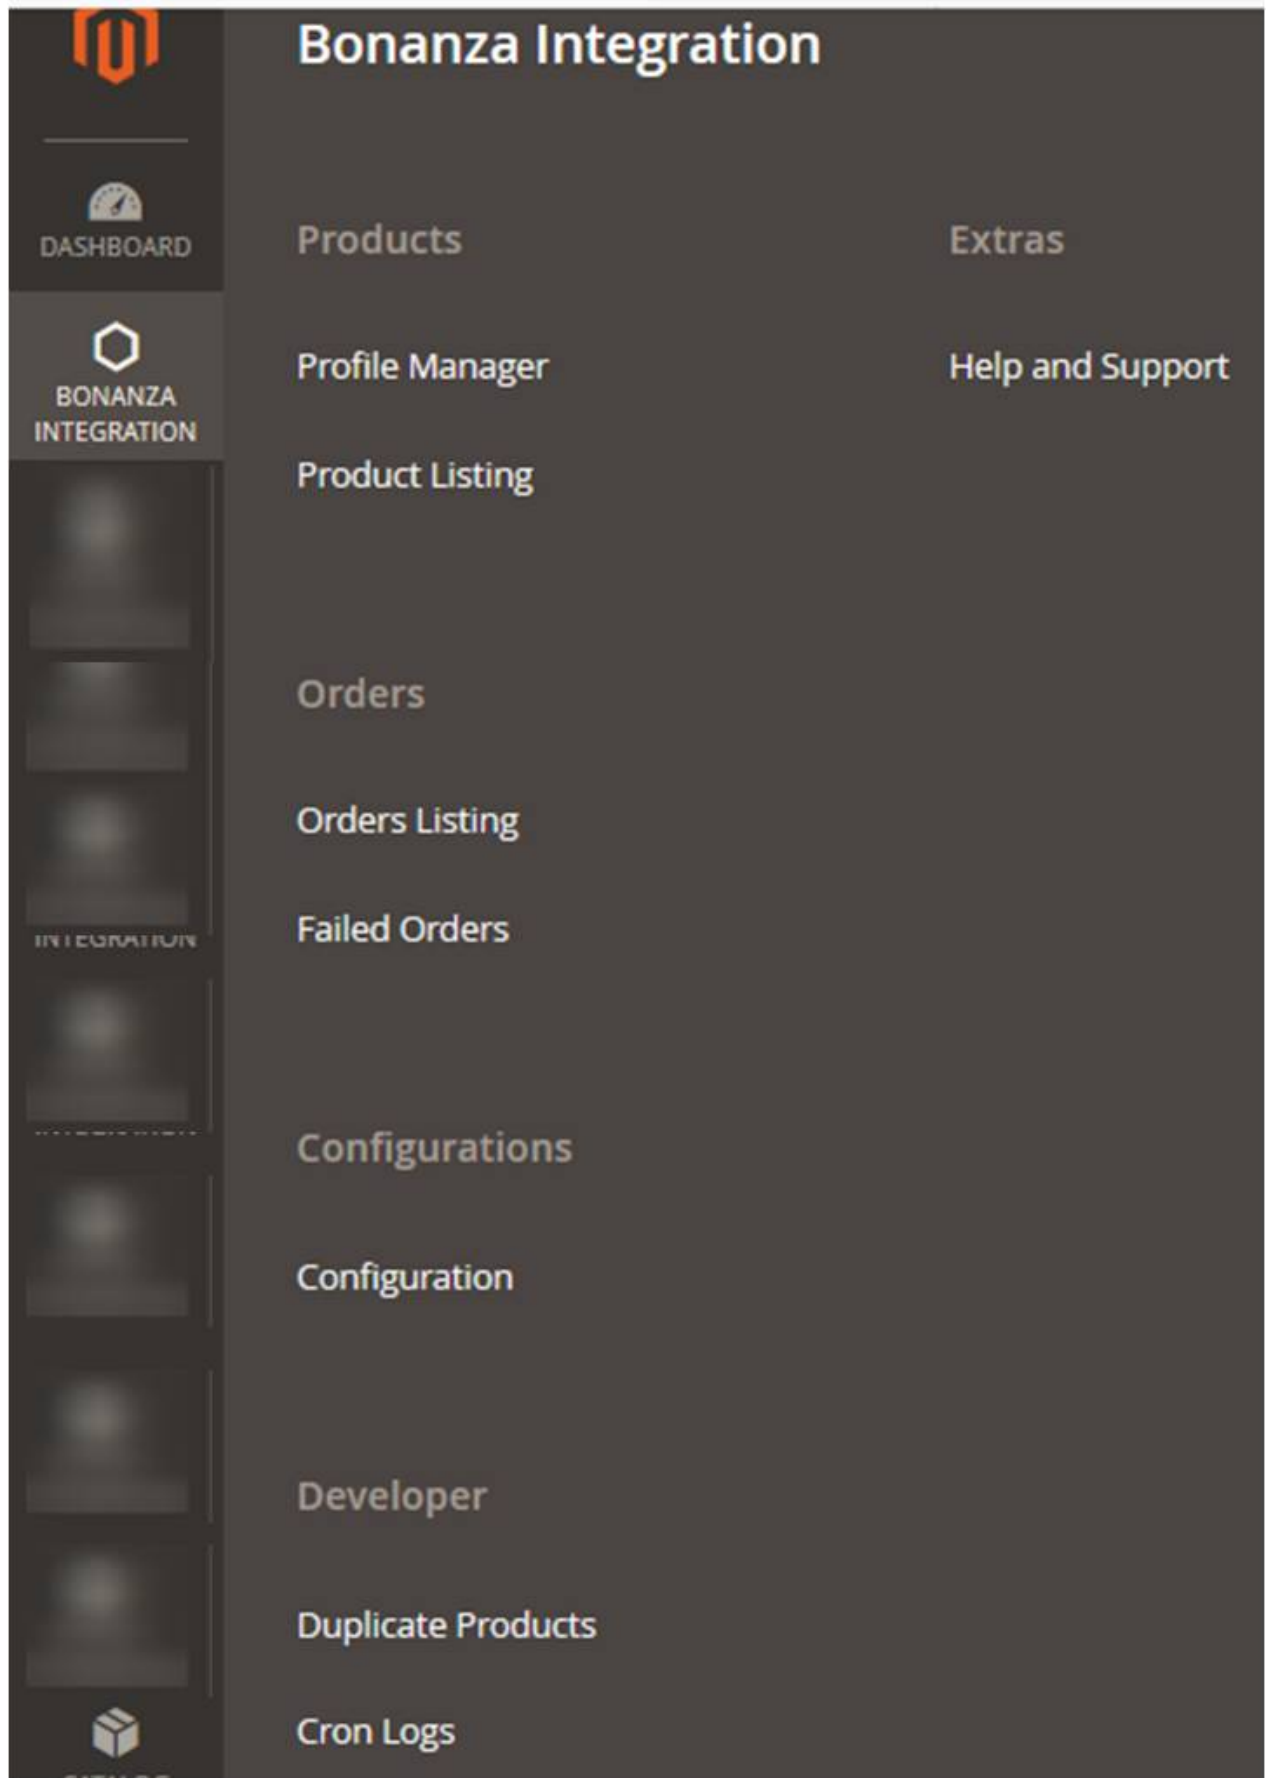 Bonanza Integration
DASHBOARD
BONANZA
INTEGRATION
INTEGRATION
Products
Profile Manager
Product Listing
Orders
Orders Listing
Failed Orders
Configurations
Configuration
Developer
Duplicate Products
Cron Logs
Extras
Help and Support